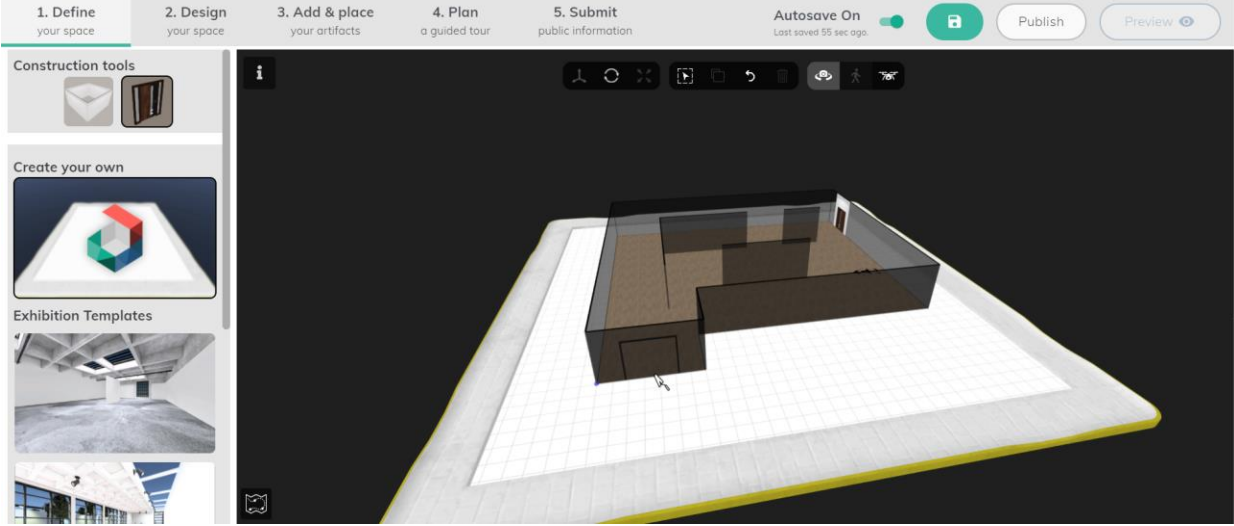 1. Define
your space
2. Design
your space
3. Add & place
your artifacts
4. Plan
a guided tour
5. Submit
public information
Autosave On
Last saved 55 sec ago.
Publish
Preview
Construction tools
i
Create your own
Exhibition Templates